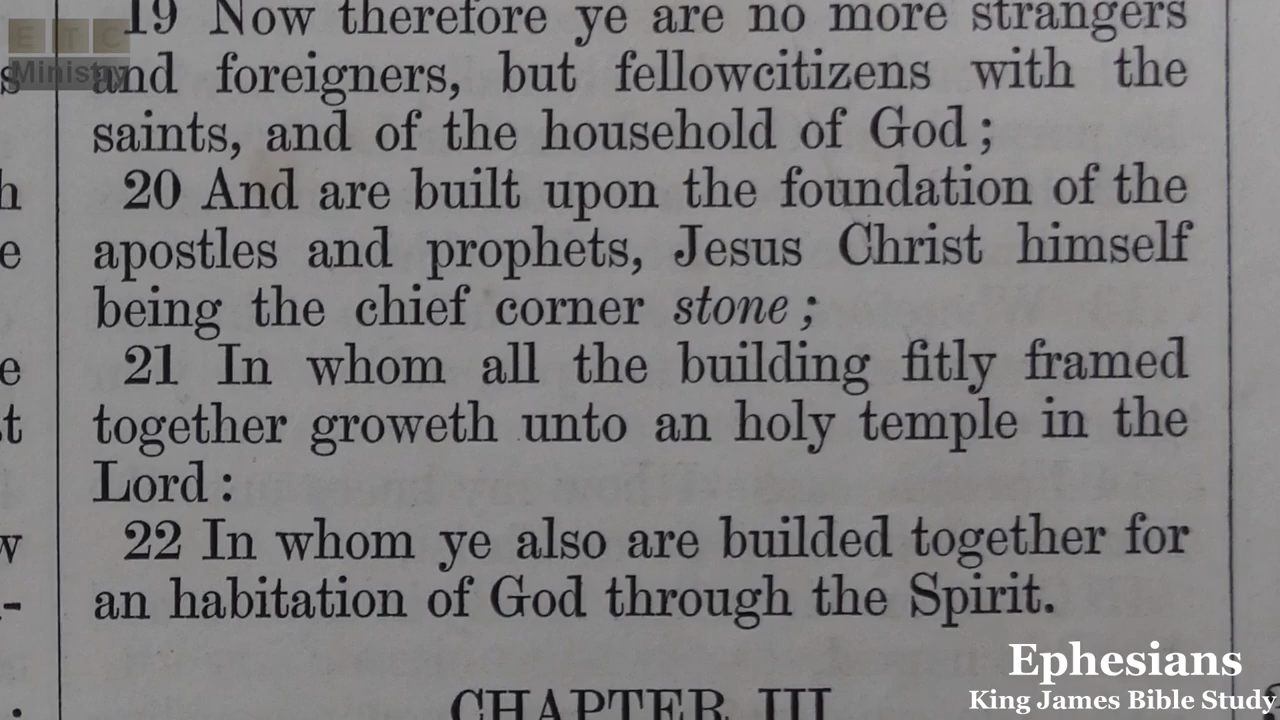 E T C
Ministry
19 Now therefore ye are no more strangers
and foreigners, but fellowcitizens with the
saints, and of the household of God ;
20 And are built upon the foundation of the
apostles and prophets, Jesus Christ himself
being the chief corner stone ;
21 In whom all the building fitly framed
together groweth unto an holy temple in the
Lord :
22 In whom ye also are builded together for
an habitation of God through the Spirit.
CHAPTER III
Ephesians
King James Bible Study